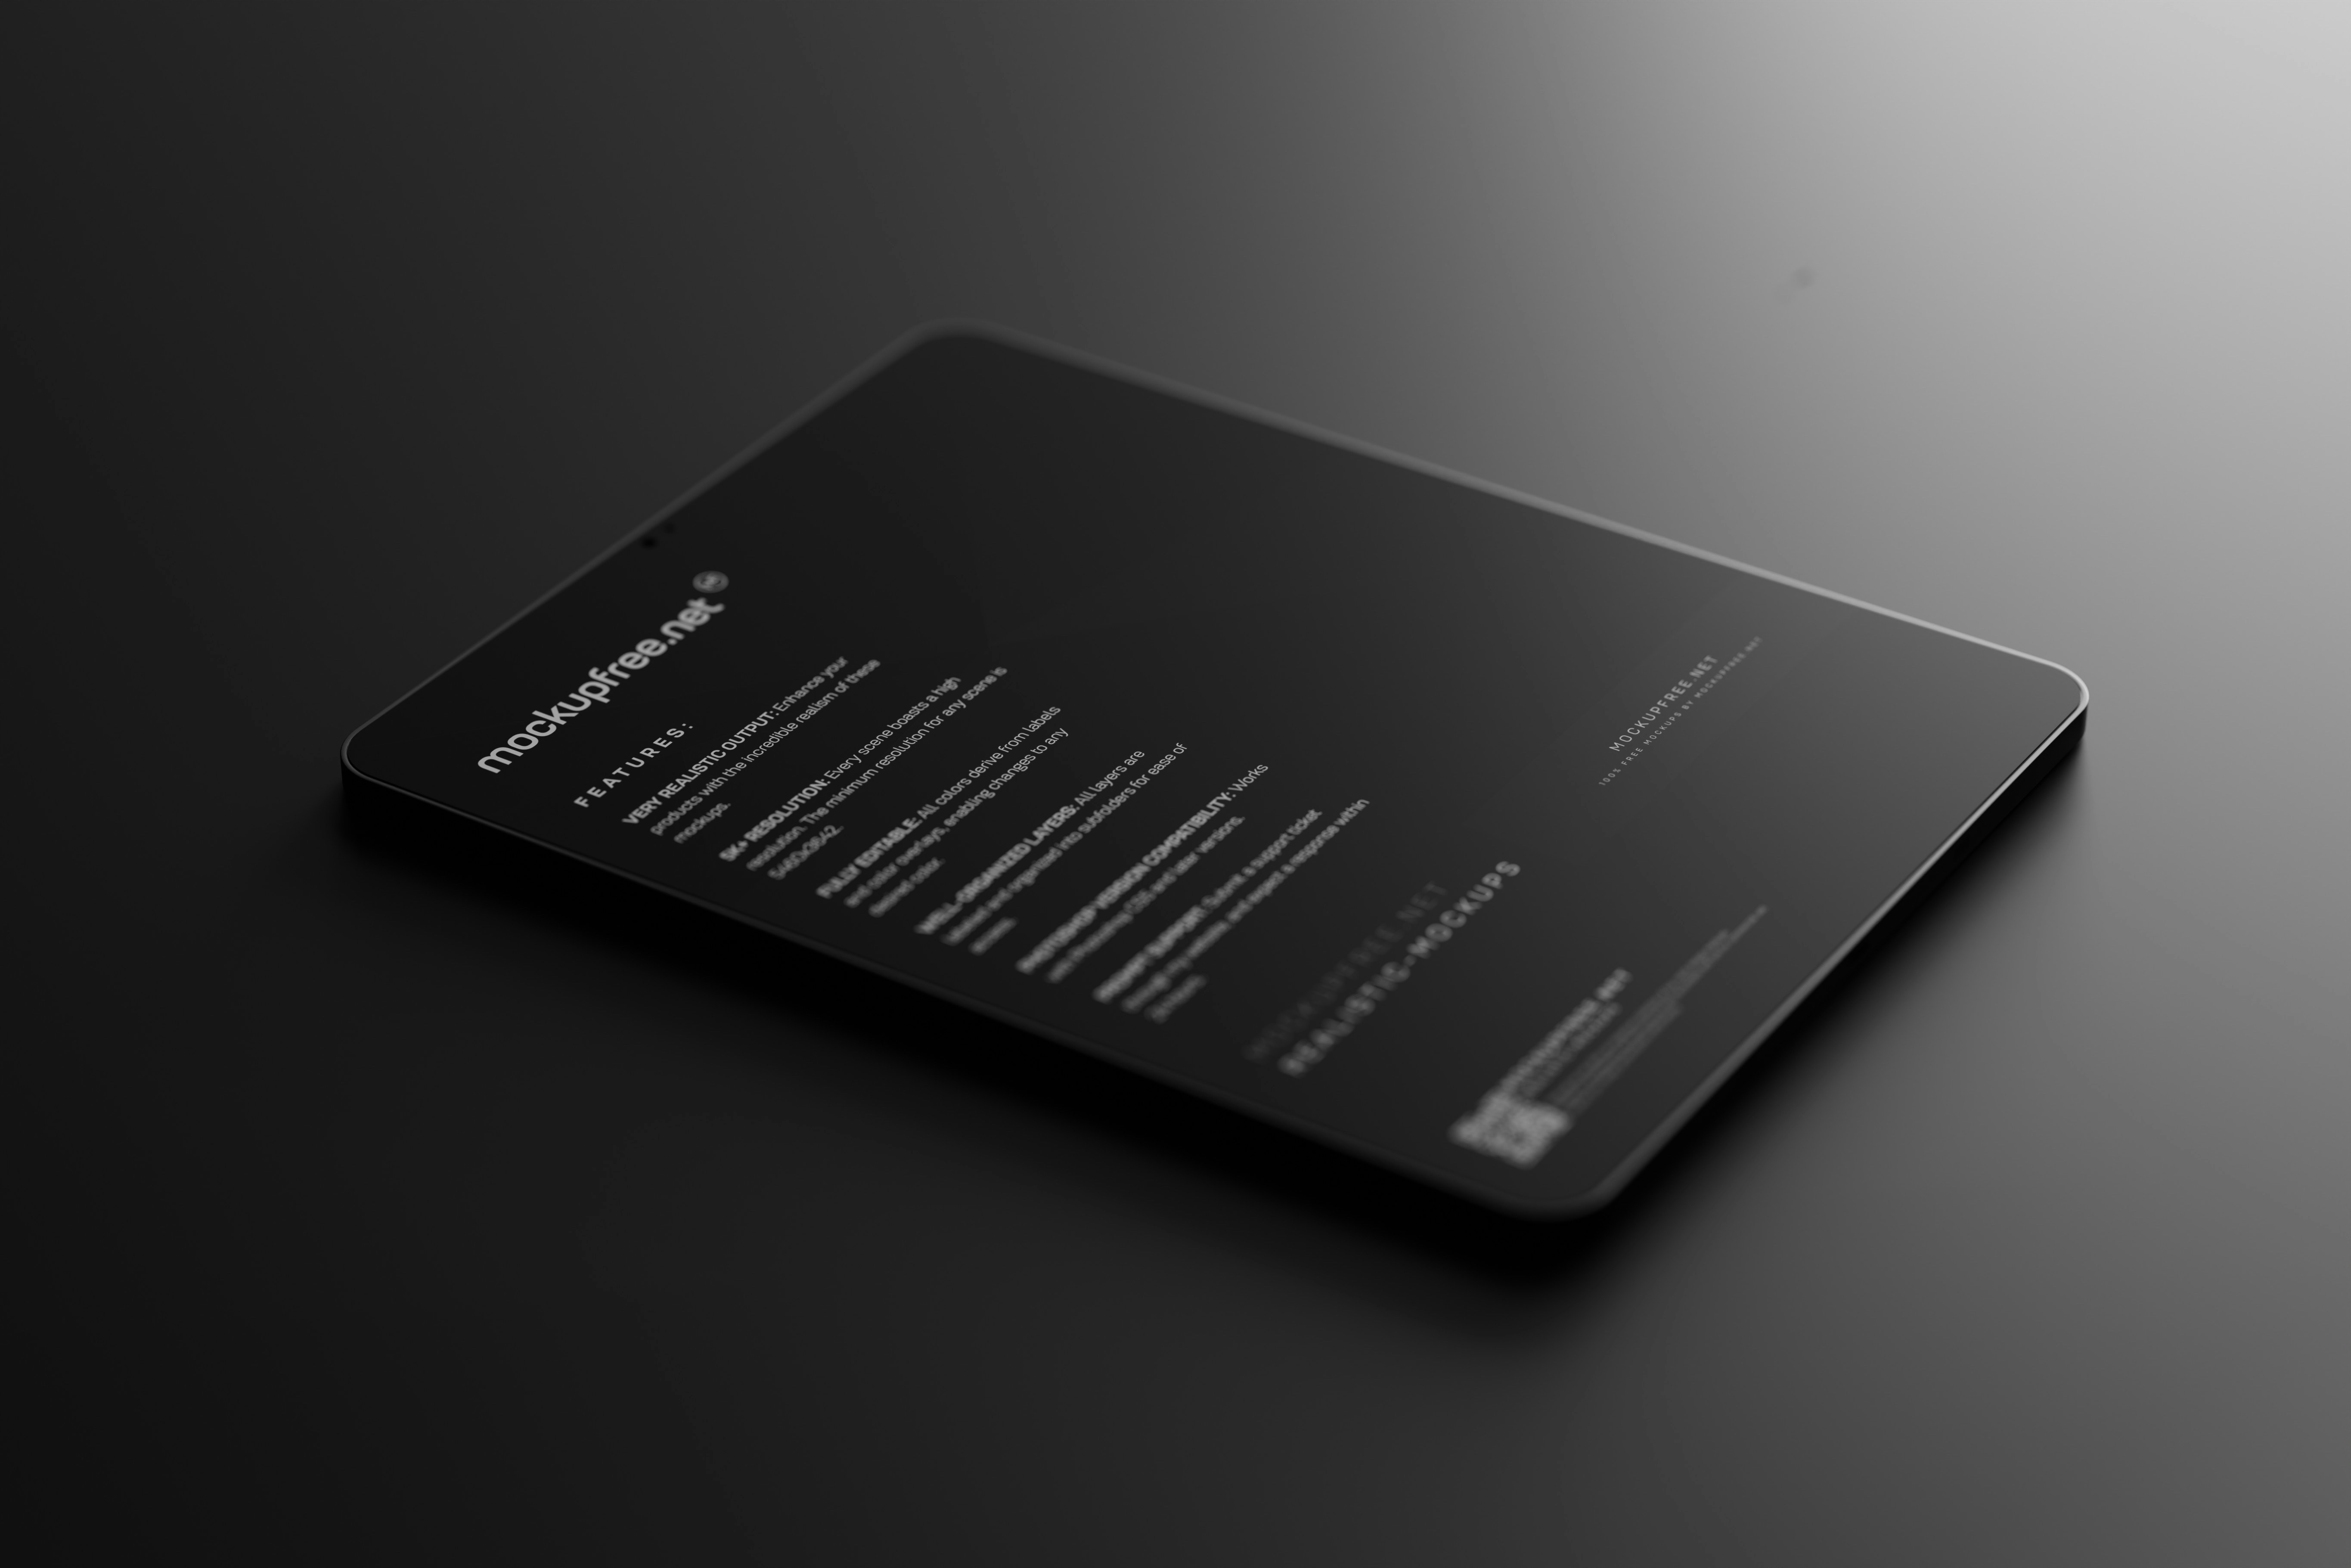 mockupfree.net
FEATURES:
VERY REALISTIC OUTPUT: Enhance your
products with the incredible realism of these
mockups.
5K+ RESOLUTION: Every scene boasts a high
resolution. The minimum resolution for any scene is
5460x3642.
FULLY EDITABLE: All colors derive from labels
and color overlays, enabling changes to any
desired color.
WELL-ORGANIZED LAYERS: All layers are
labeled and organized into subfolders for ease of
access.
PHOTOSHOP VERSION COMPATIBILITY: Works
with Photoshop CS6 and later versions.
PROMPT SUPPORT: Submit a support ticket
through my website, and expect a response within
24 hours.
MOCKUPFREE.NET
REALISTIC-MOCKUPS
MOCKUPFREE.NET
100% FREE MOCKUPS BY MOCKUPFREE.NET